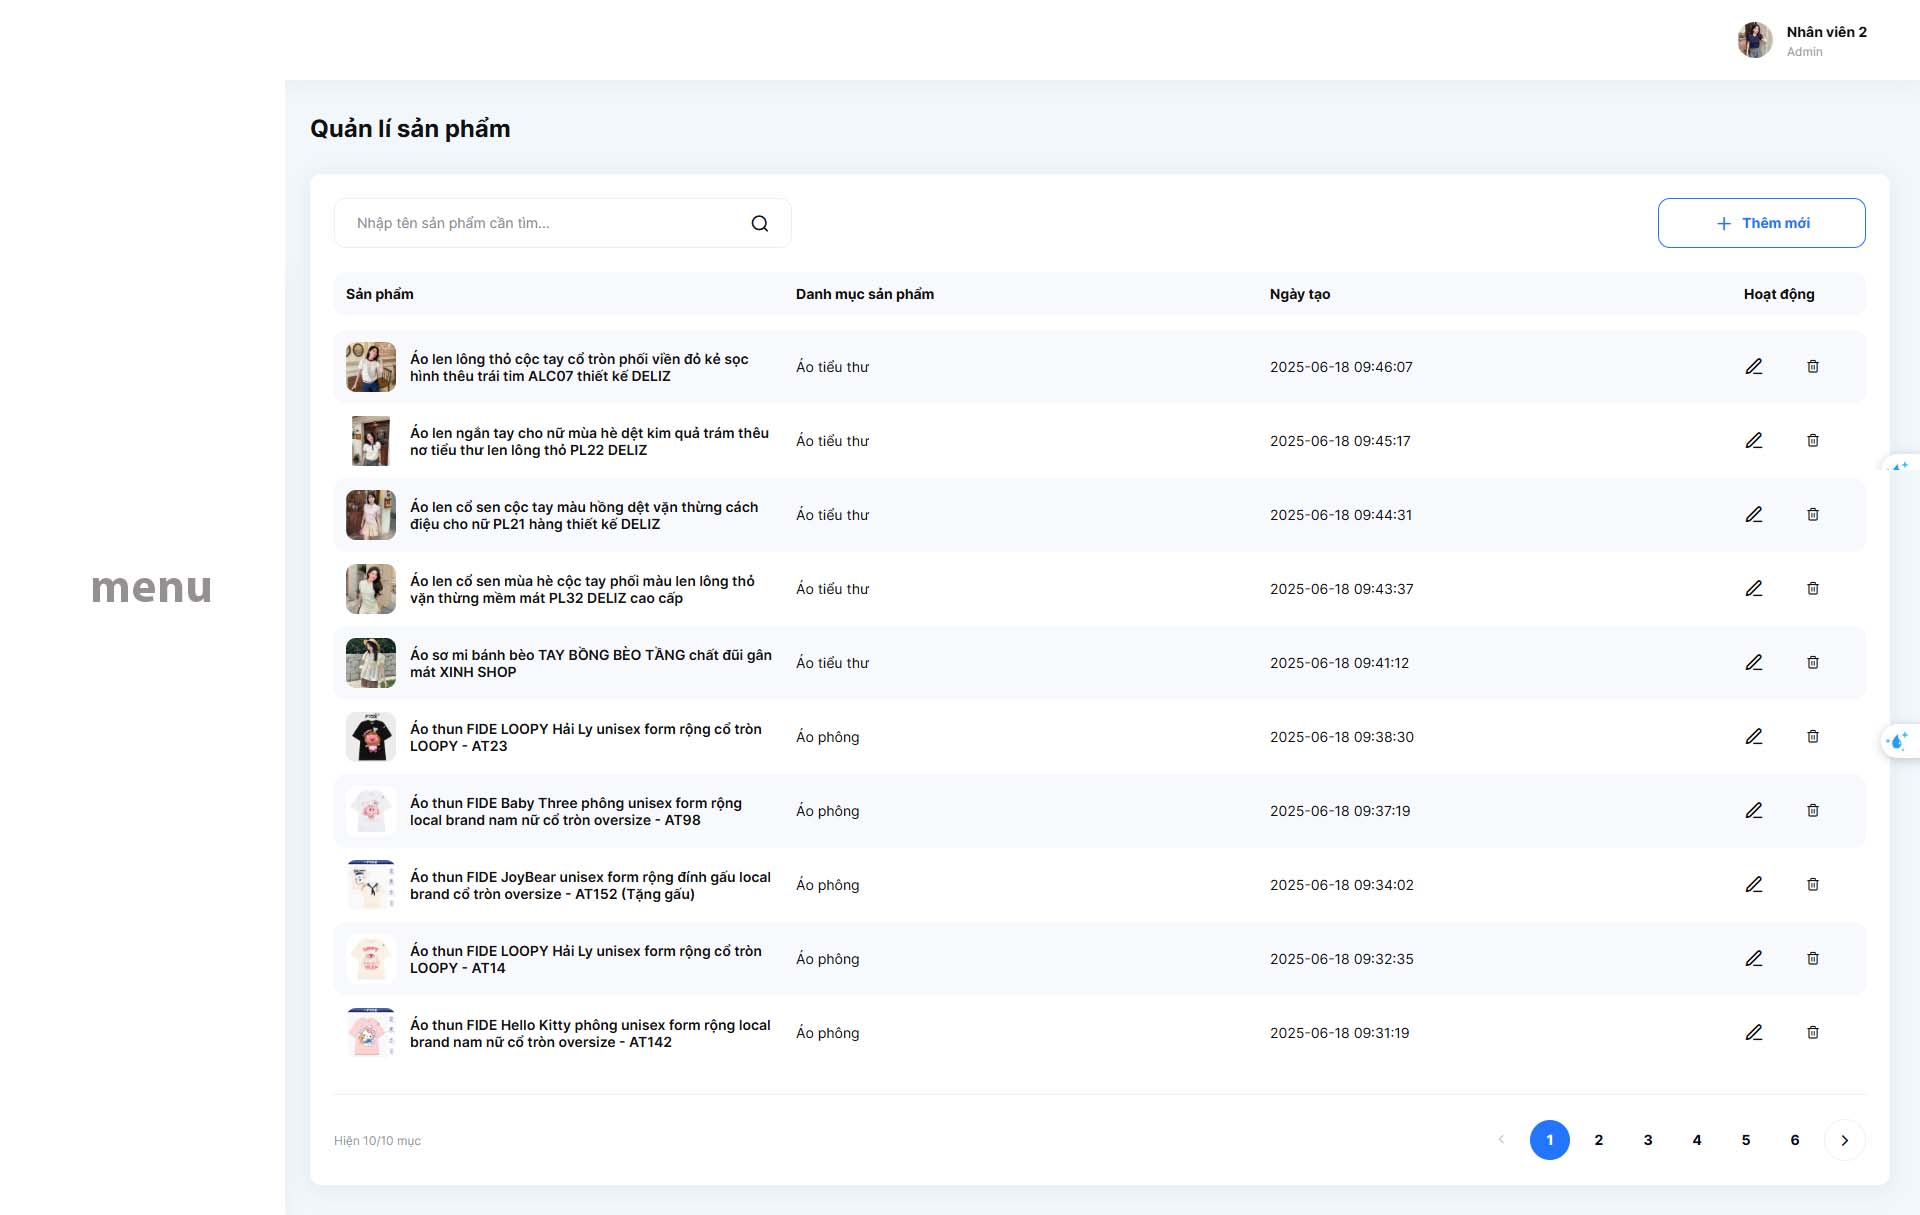 Nhân viên 2
Admin
Quản lí sản phẩm
Nhập tên sản phẩm cần tìm...
Thêm mới
Sản phẩm Danh mục sản phẩm Ngày tạo Hoạt động
Áo len lông thỏ cộc tay cổ tròn phối viền đỏ kẻ sọc
hình thêu trái tim ALC07 thiết kế DELIZ
Áo tiểu thư
2025-06-18 09:46:07
Áo len ngắn tay cho nữ mùa hè dệt kim quả trám thêu
nơ tiểu thư len lông thỏ PL22 DELIZ
Áo tiểu thư
2025-06-18 09:45:17
Áo len cổ sen cộc tay màu hồng dệt vặn thừng cách
điệu cho nữ PL21 hàng thiết kế DELIZ
Áo tiểu thư
2025-06-18 09:44:31
menu
Áo len cổ sen mùa hè cộc tay phối màu len lông thỏ
vặn thừng mềm mát PL32 DELIZ cao cấp
Áo tiểu thư
2025-06-18 09:43:37
Áo sơ mi bánh bèo TAY BỒNG BÈO TẦNG chất đũi gân
mát XINH SHOP
Áo tiểu thư
2025-06-18 09:41:12
Áo thun FIDE LOOPY Hải Ly unisex form rộng cổ tròn
LOOPY - AT23
Áo phông
2025-06-18 09:38:30
Áo thun FIDE Baby Three phông unisex form rộng
local brand nam nữ cổ tròn oversize - AT98
Áo phông
2025-06-18 09:37:19
Áo thun FIDE JoyBear unisex form rộng đính gấu local
brand cổ tròn oversize - AT152 (Tặng gấu)
Áo phông
2025-06-18 09:34:02
Áo thun FIDE LOOPY Hải Ly unisex form rộng cổ tròn
LOOPY - AT14
Áo phông
2025-06-18 09:32:35
Áo thun FIDE Hello Kitty phông unisex form rộng local
brand nam nữ cổ tròn oversize - AT142
Áo phông
2025-06-18 09:31:19
Hiện 10/10 mục
1 2 3 4 5 6